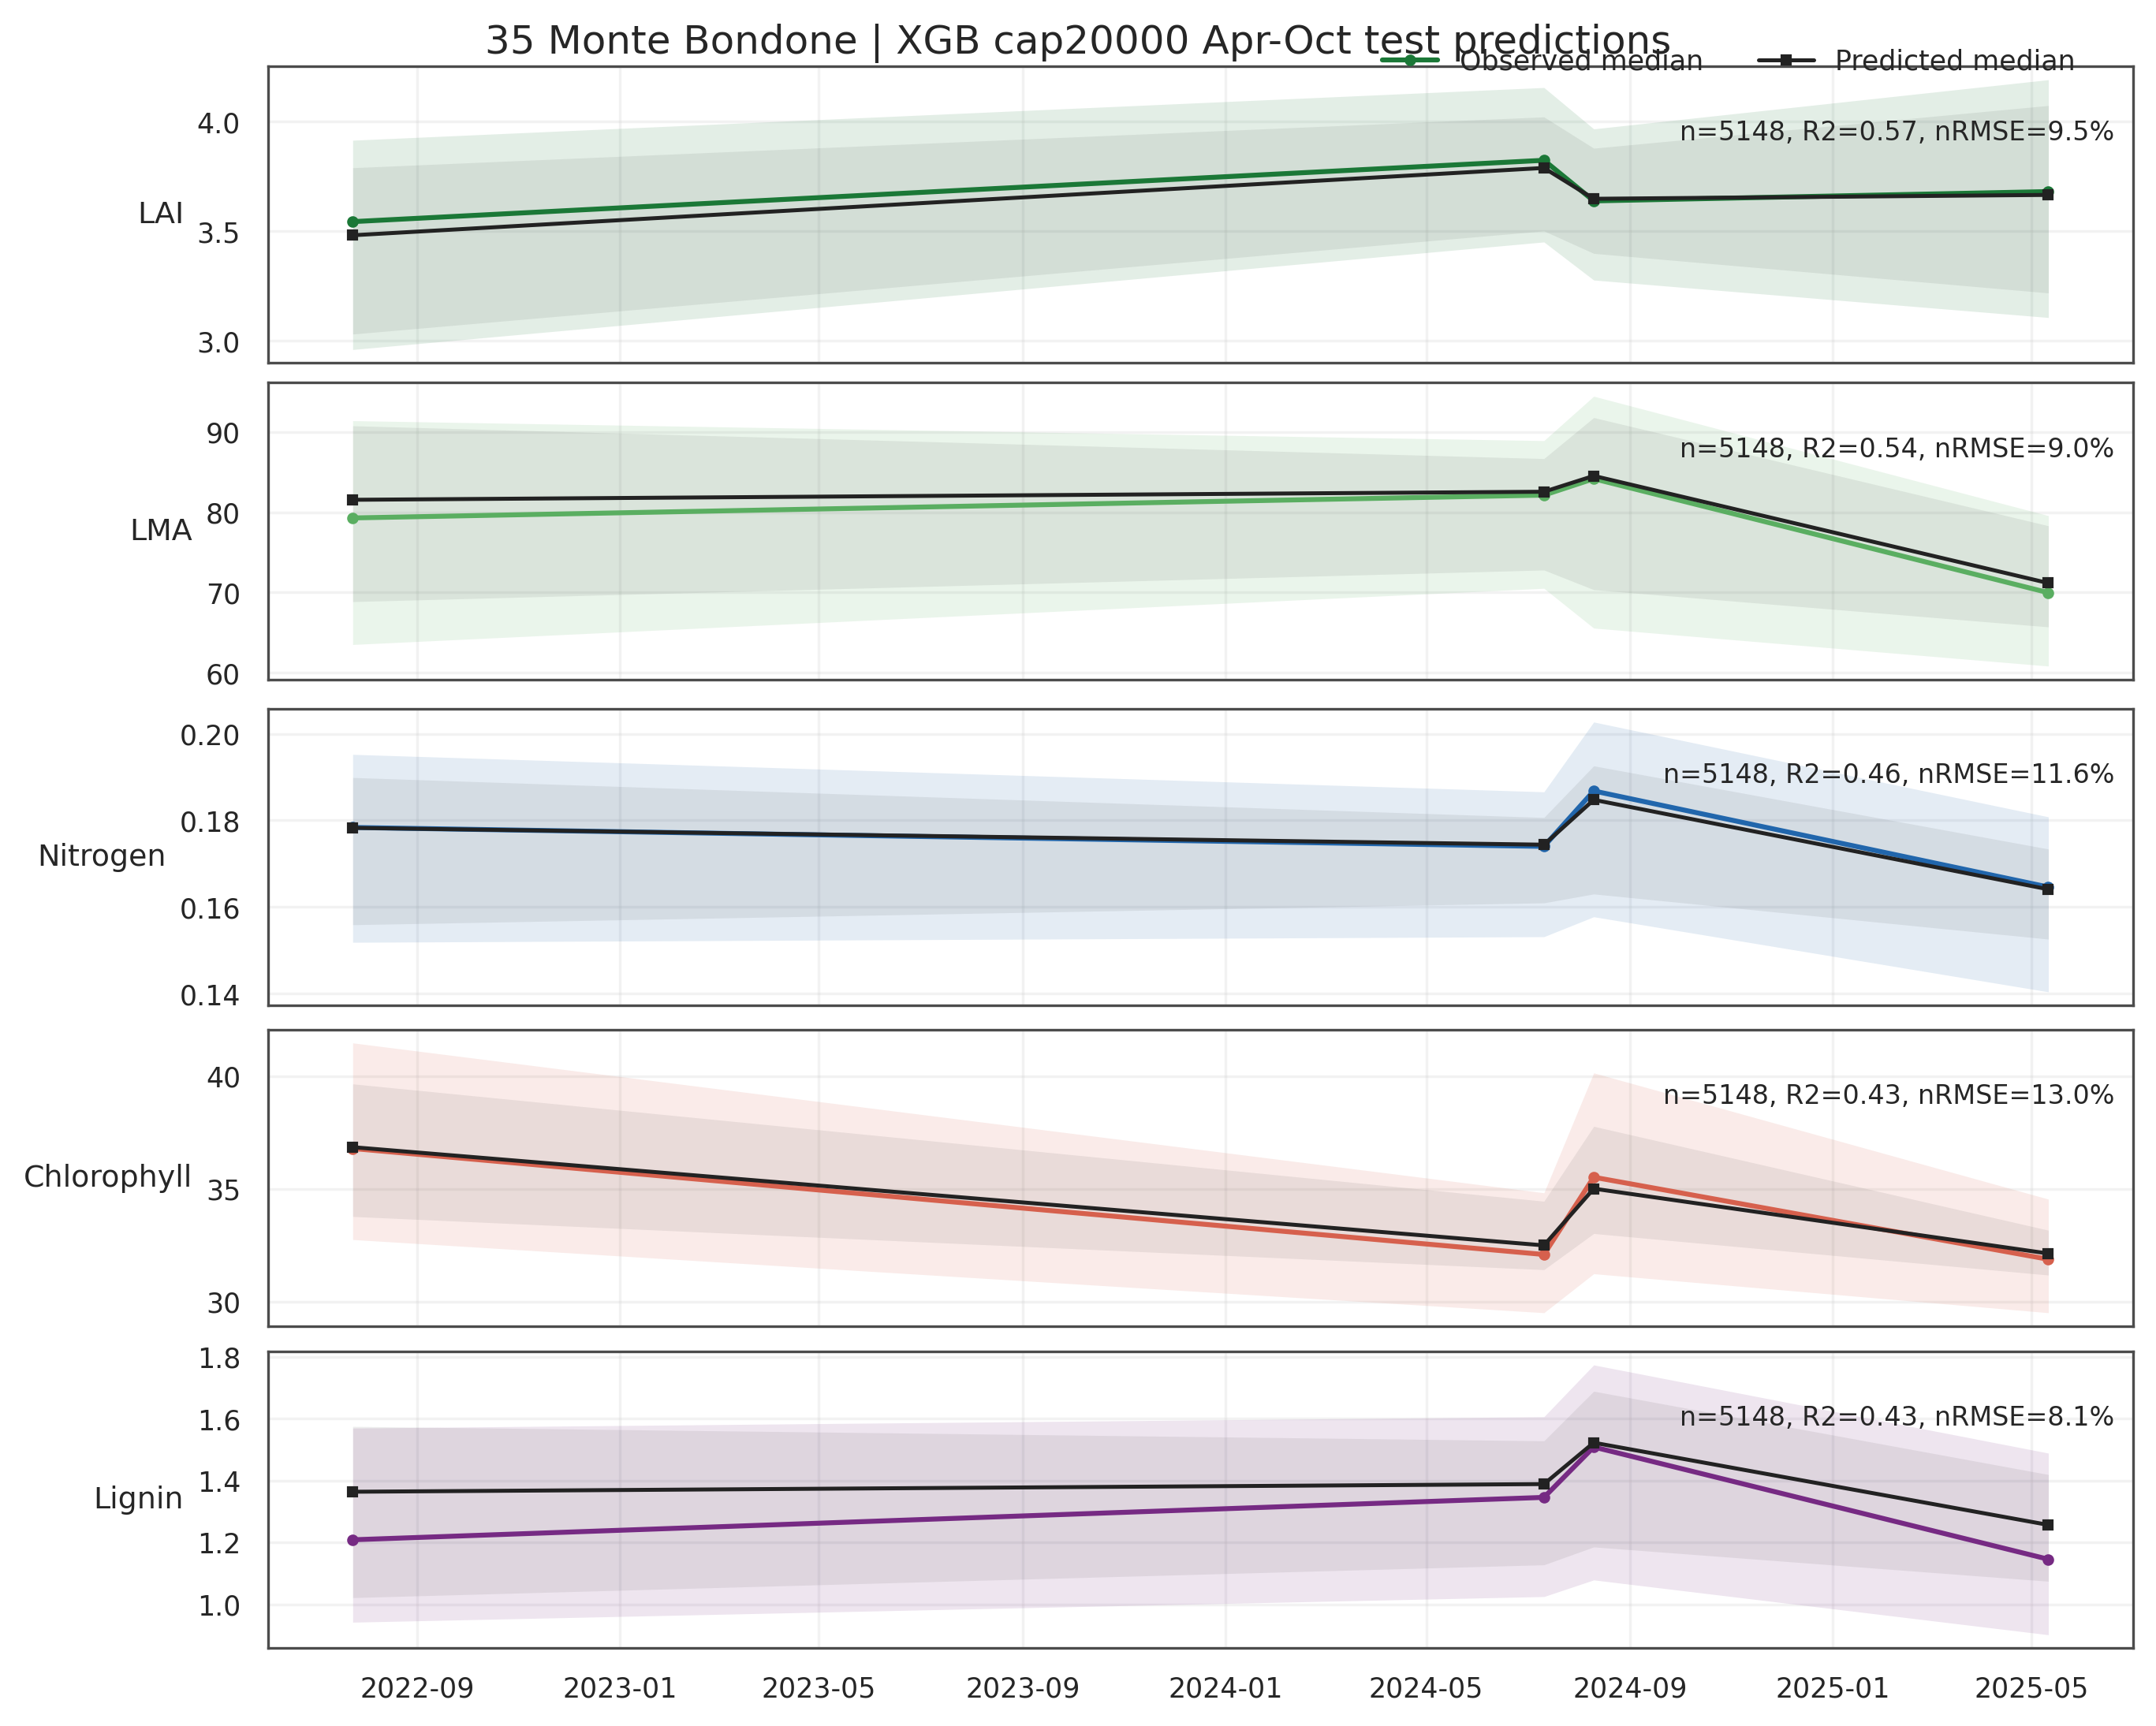 35 Monte Bondone | XGB cap20000 Apr-Oct test predictions
Observed median
Predicted median
4.0
3.5
3.0
LAI
n=5148, R2=0.57, nRMSE=9.5%
90
80
70
60
LMA
n=5148, R2=0.54, nRMSE=9.0%
0.20
0.18
0.16
0.14
Nitrogen
n=5148, R2=0.46, nRMSE=11.6%
40
35
30
Chlorophyll
n=5148, R2=0.43, nRMSE=13.0%
1.8
1.6
1.4
1.2
1.0
Lignin
n=5148, R2=0.43, nRMSE=8.1%
2022-09 2023-01 2023-05 2023-09 2024-01 2024-05 2024-09 2025-01 2025-05